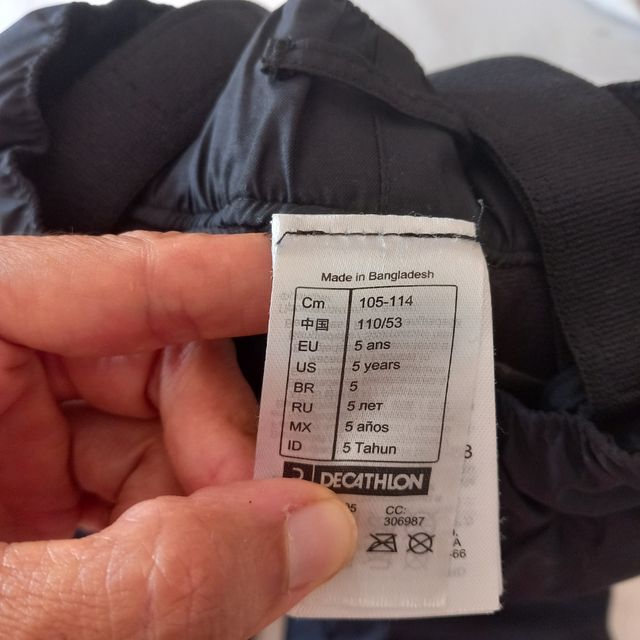 Made in Bangladesh
Cm 105-114
中国 110/53
EU 5 ans
US 5 years
BR 5
RU 5 лет
MX 5 años
ID 5 Tahun
DECATHLON
CC:
306987